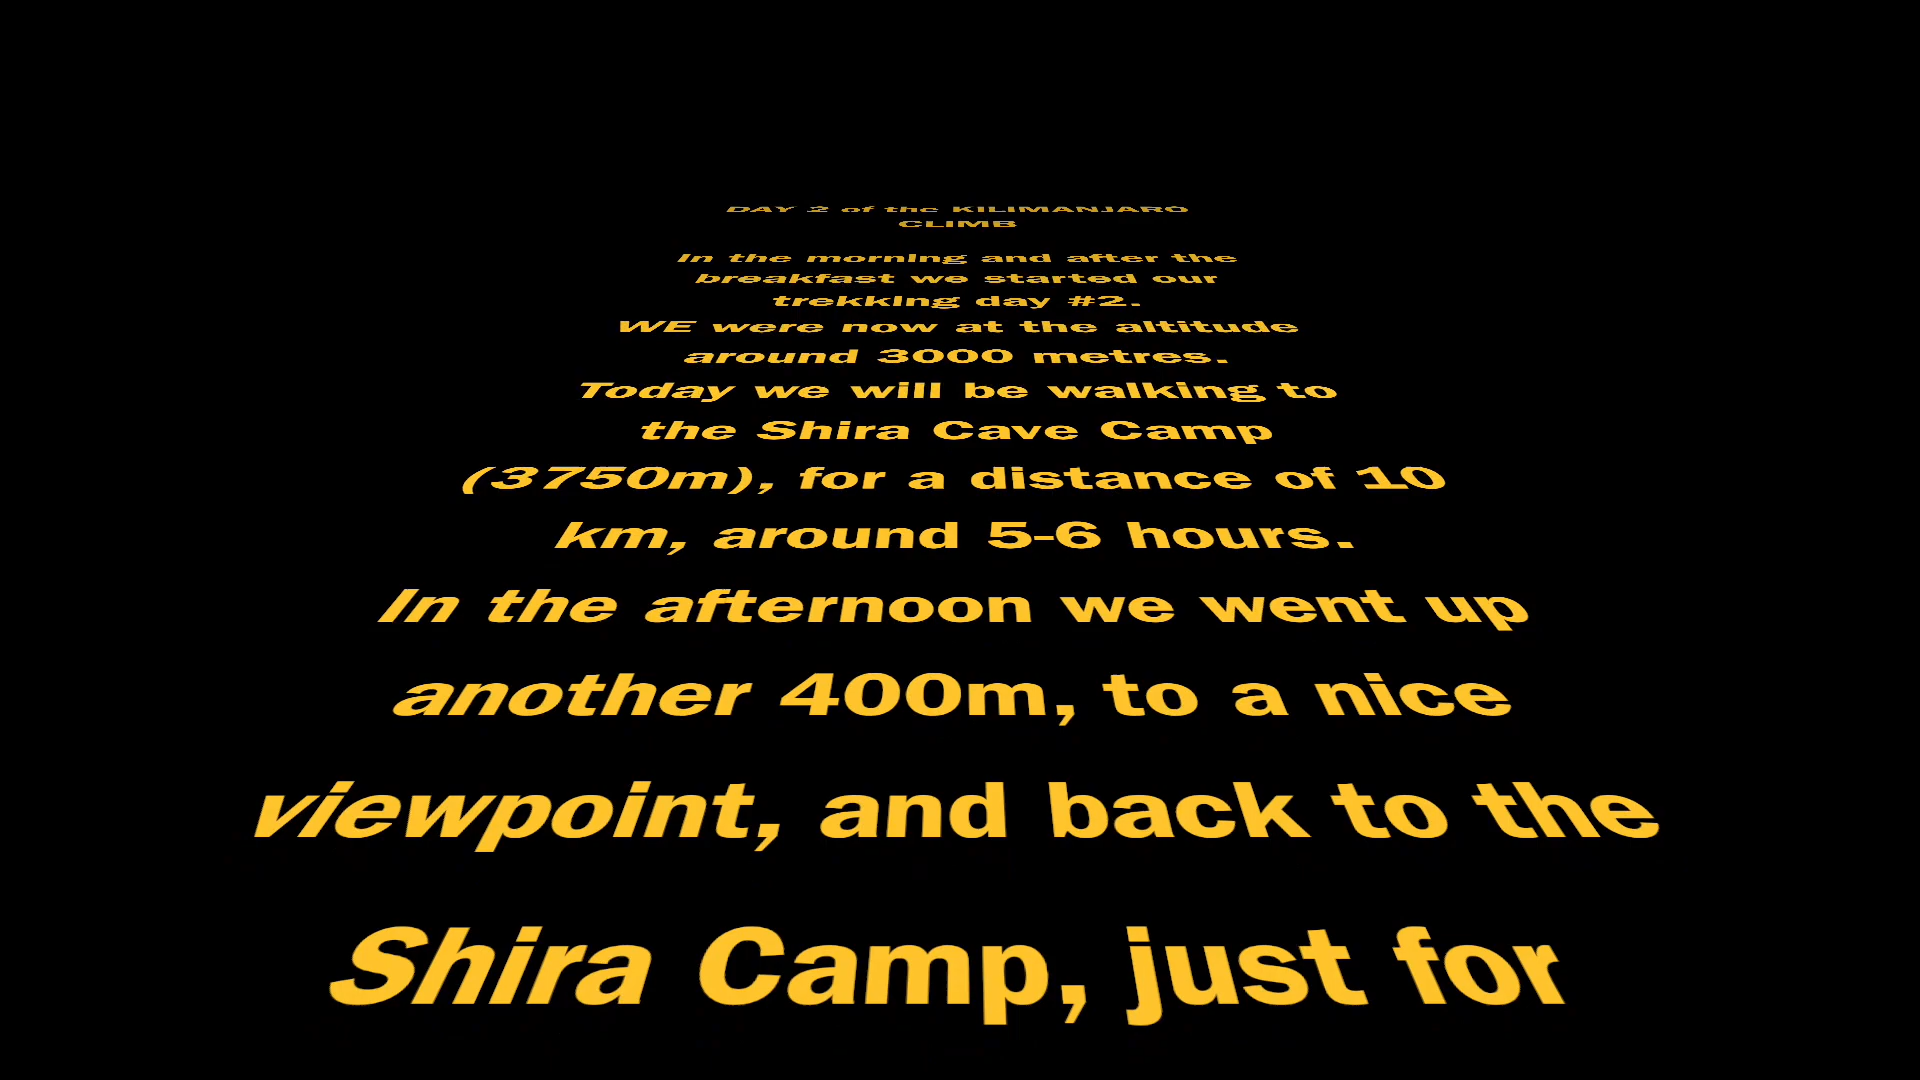 DAY 2 of the KILIMANJARO
CLIMB
In the morning and after the
breakfast we started our
trekking day #2.
WE were now at the altitude
around 3000 metres.
Today we will be walking to
the Shira Cave Camp
(3750m), for a distance of 10
km, around 5-6 hours.
In the afternoon we went up
another 400m, to a nice
viewpoint, and back to the
Shira Camp, just for